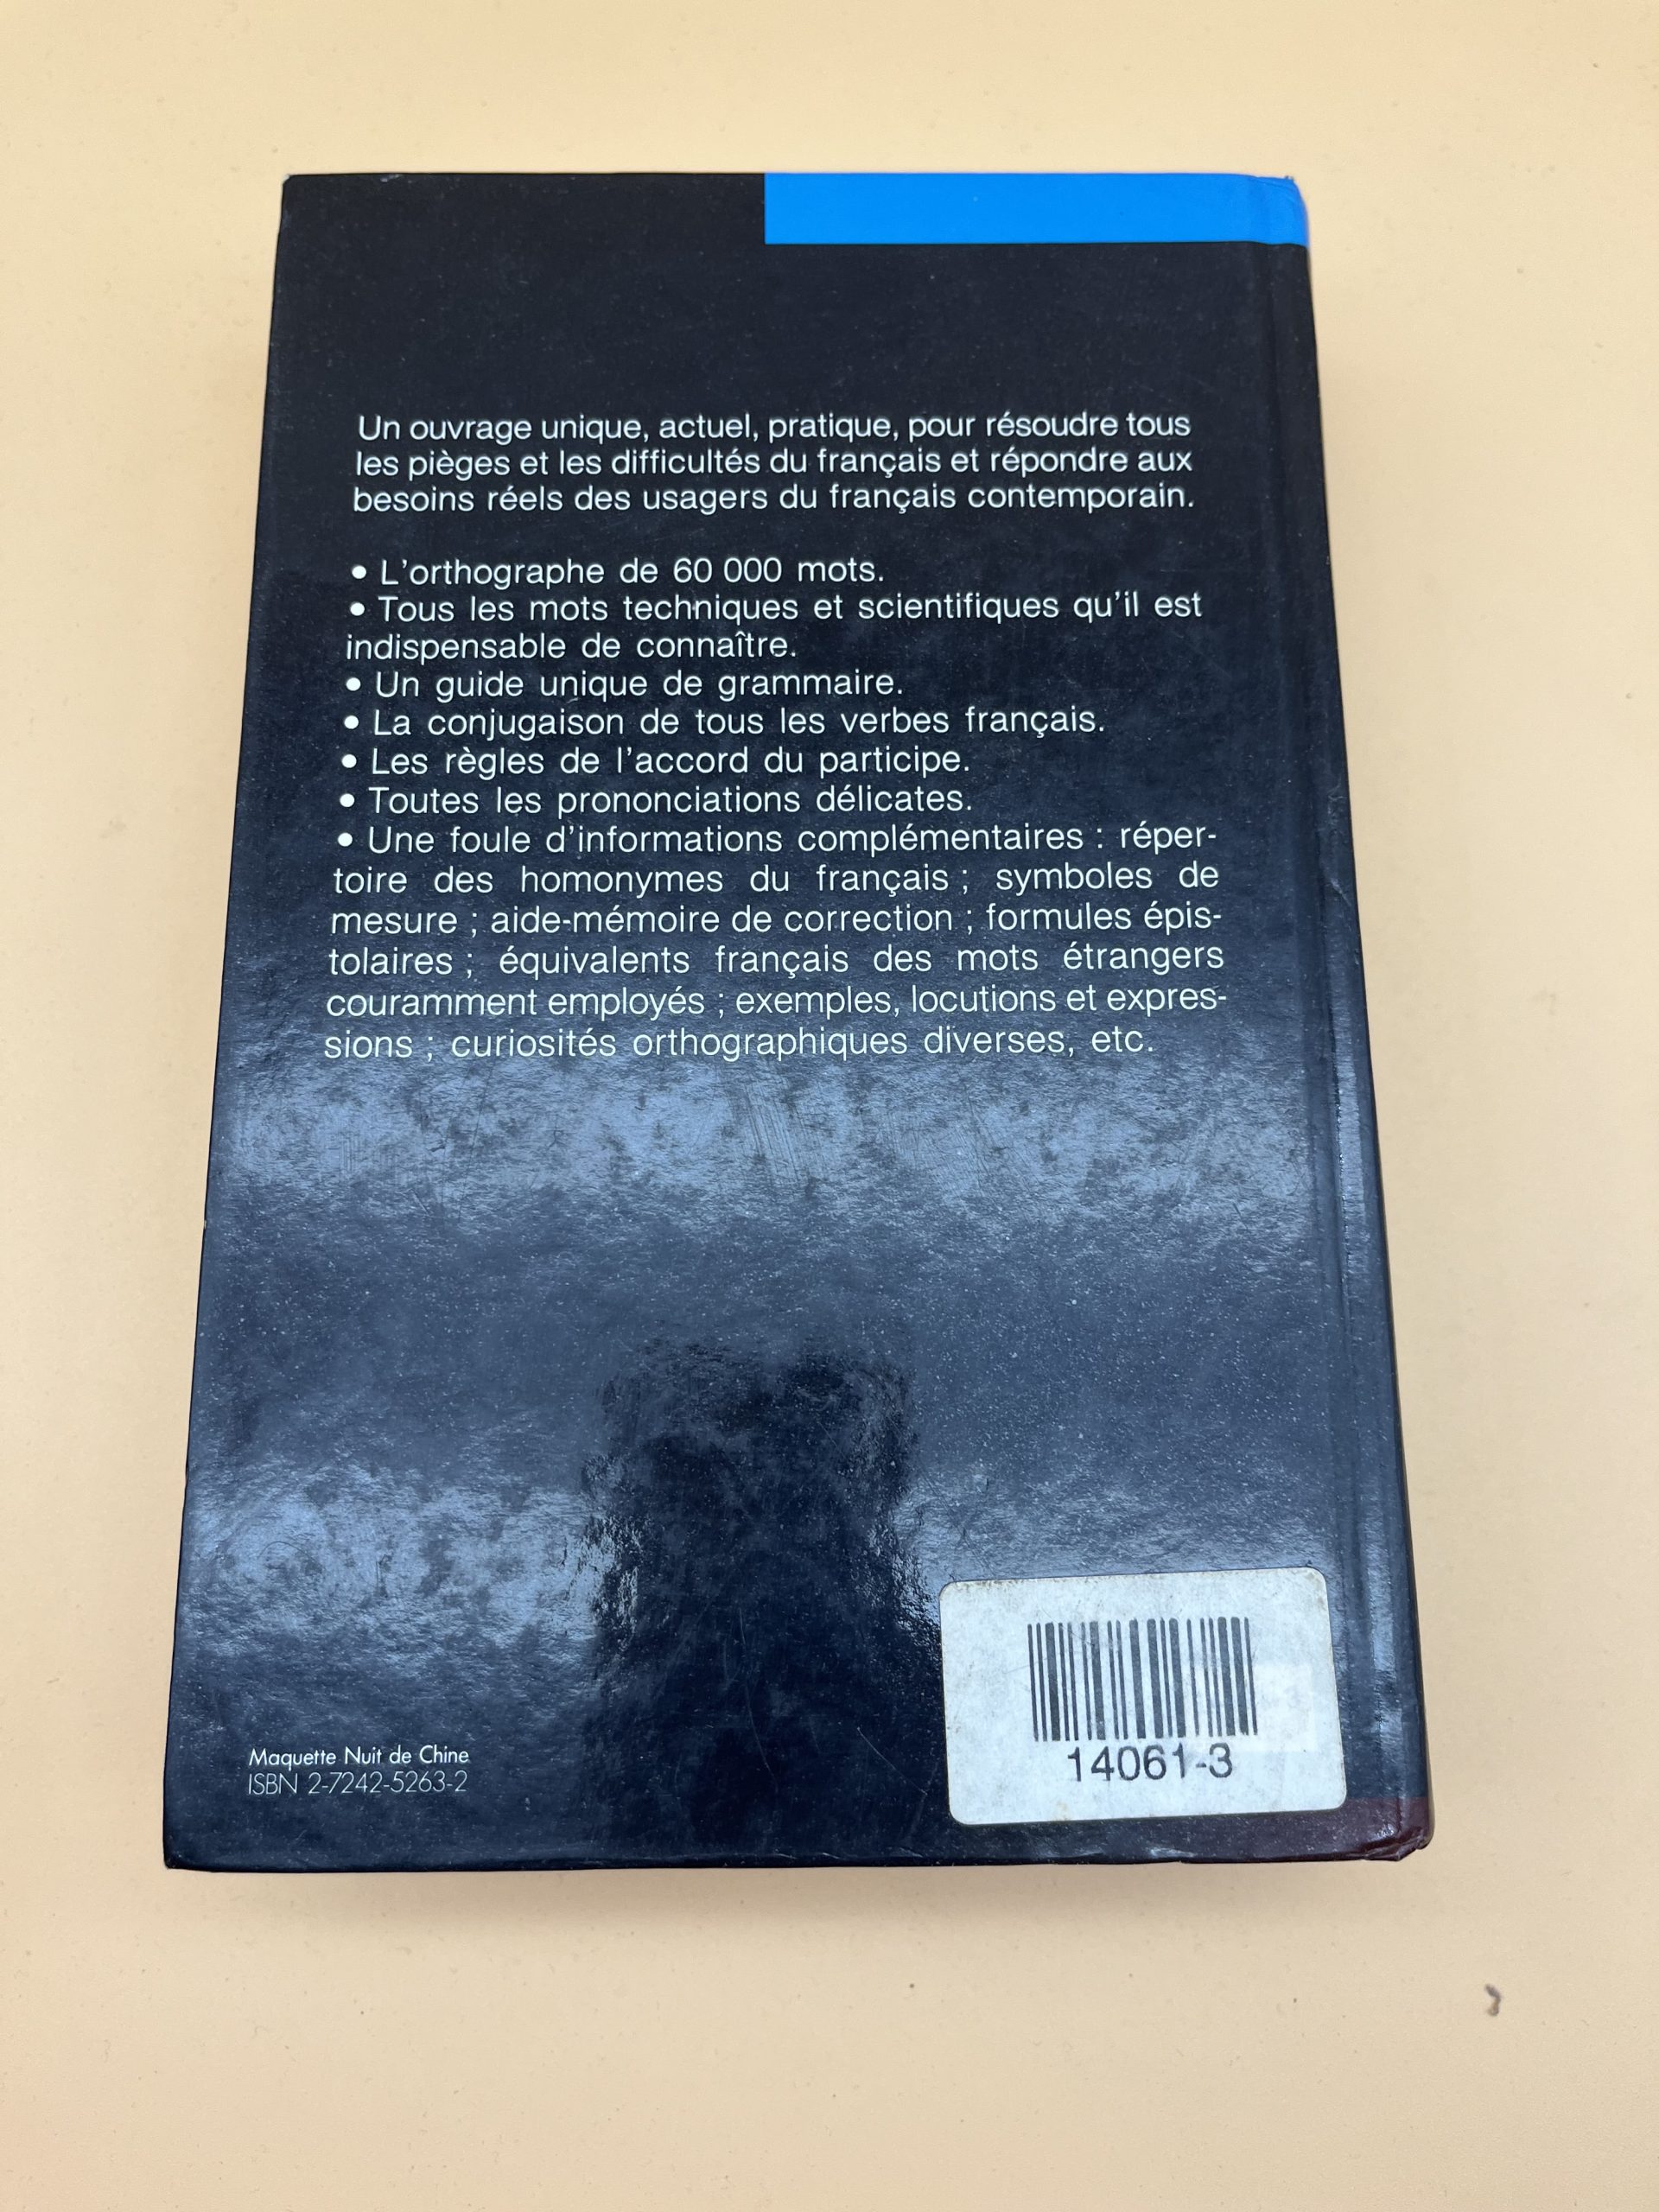 Un ouvrage unique, actuel, pratique, pour résoudre tous
les pièges et les difficultés du français et répondre aux
besoins réels des usagers du français contemporain.
• L'orthographe de 60 000 mots.
• Tous les mots techniques et scientifiques qu'il est
indispensable de connaître.
• Un guide unique de grammaire.
• La conjugaison de tous les verbes français.
• Les règles de l'accord du participe.
• Toutes les prononciations délicates.
• Une foule d'informations complémentaires : réper-
toire des homonymes du français ; symboles de
mesure ; aide-mémoire de correction ; formules épis-
tolaires ; équivalents français des mots étrangers
couramment employés ; exemples, locutions et expres-
sions ; curiosités orthographiques diverses, etc.
Maquette Nuit de Chine
ISBN 2-7242-5263-2
14061-3